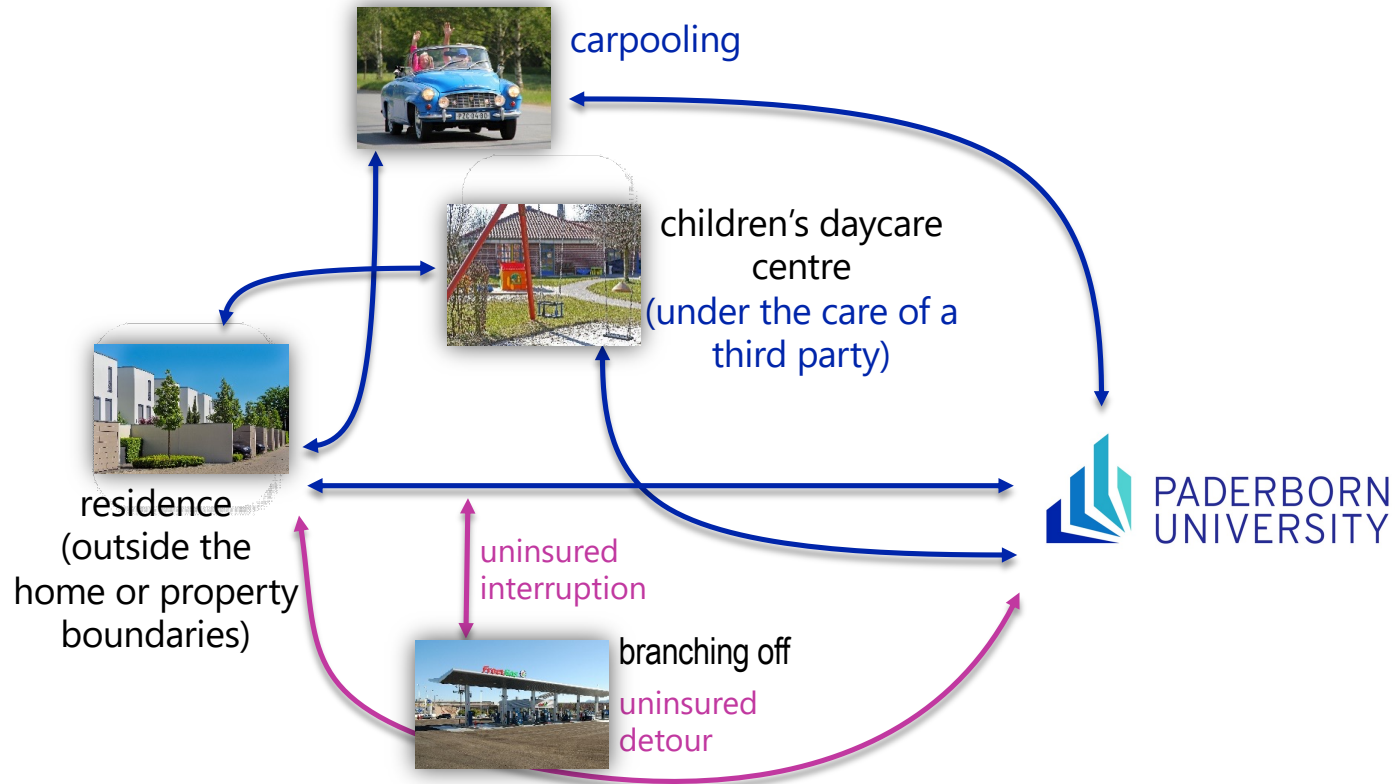 carpooling
children's daycare
centre
(under the care of a
third party)
residence
(outside the
home or property
boundaries)
PADERBORN
UNIVERSITY
uninsured
interruption
branching off
uninsured
detour